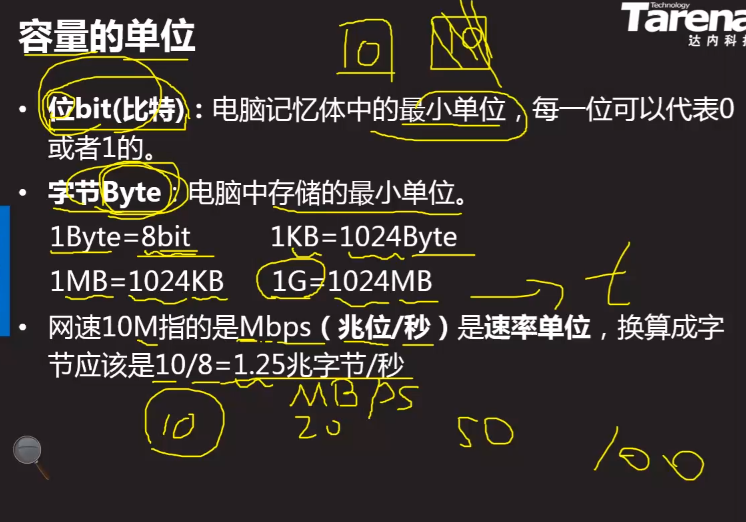 容量的单位
10
10
Technology
Tarena
达内科技
• 位bit(比特)：电脑记忆体中的最小单位，每一位可以代表0
或者1的。
• 字节Byte：电脑中存储的最小单位。
1Byte=8bit 1KB=1024Byte
1MB=1024KB 1G=1024MB
t
• 网速10M指的是Mbps（兆位/秒）是速率单位，换算成字
节应该是10/8=1.25兆字节/秒
MBPS
10 20 50 100